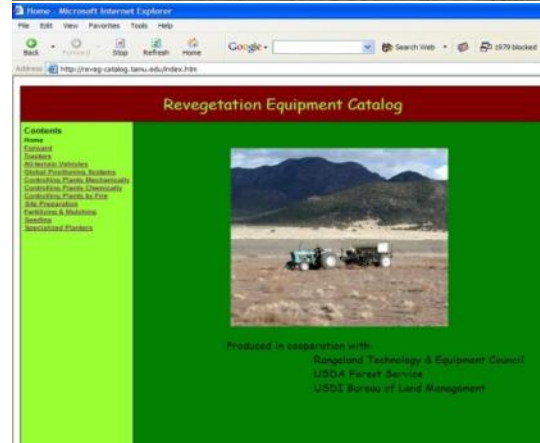 Home - Microsoft Internet Explorer
File Edit View Favorites Tools Help
Back Forward Stop Refresh Home Google Search Web 1979 blocked
Address http://reveg-catalog.tamu.edu/index.htm
Revegetation Equipment Catalog
Contents
Home
Forward
Tractors
All-terrain Vehicles
Global Positioning Systems
Controlling Plants Mechanically
Controlling Plants Chemically
Controlling Plants by Fire
Site Preparation
Fertilizing & Mulching
Seeding
Specialized Planters
Produced in cooperation with:
Rangeland Technology & Equipment Council
USDA Forest Service
USDI Bureau of Land Management